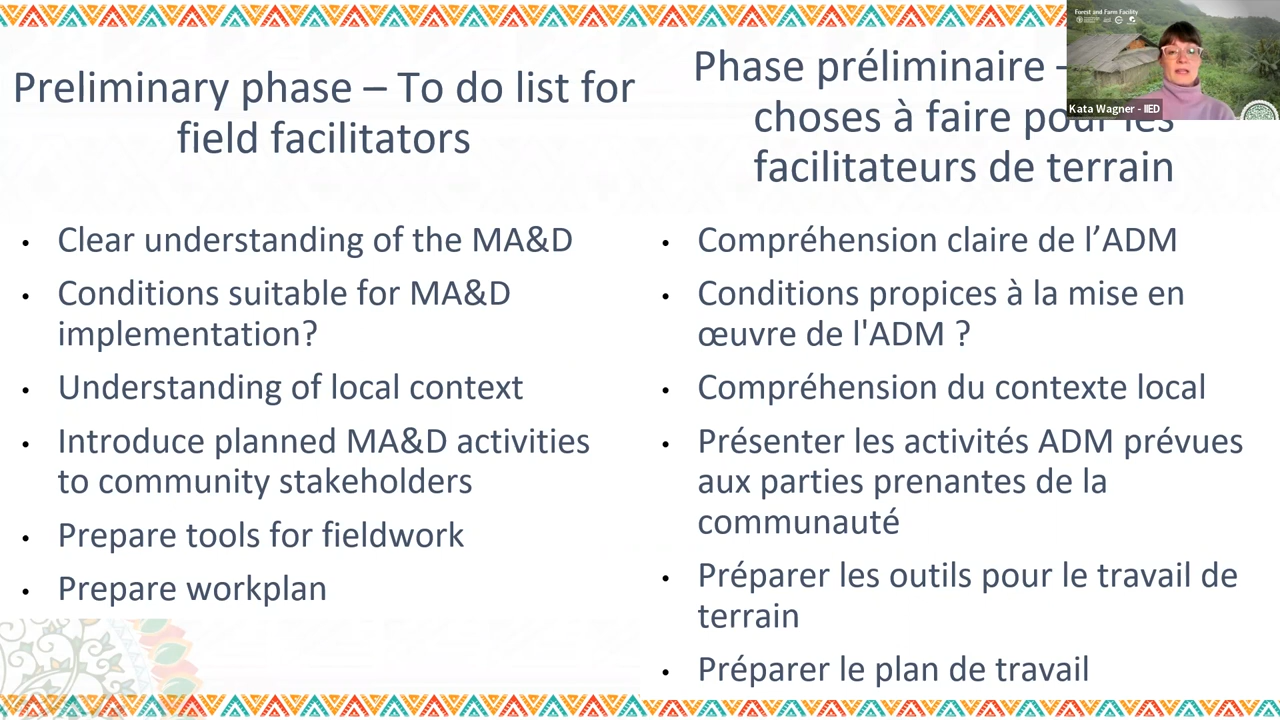 Preliminary phase – To do list for
field facilitators
• Clear understanding of the MA&D
• Conditions suitable for MA&D
implementation?
• Understanding of local context
• Introduce planned MA&D activities
to community stakeholders
• Prepare tools for fieldwork
• Prepare workplan
Phase préliminaire –
choses à faire pour les
facilitateurs de terrain
• Compréhension claire de l’ADM
• Conditions propices à la mise en
œuvre de l'ADM ?
• Compréhension du contexte local
• Présenter les activités ADM prévues
aux parties prenantes de la
communauté
• Préparer les outils pour le travail de
terrain
• Préparer le plan de travail
Forest and Farm Facility
Kata Wagner - IIED